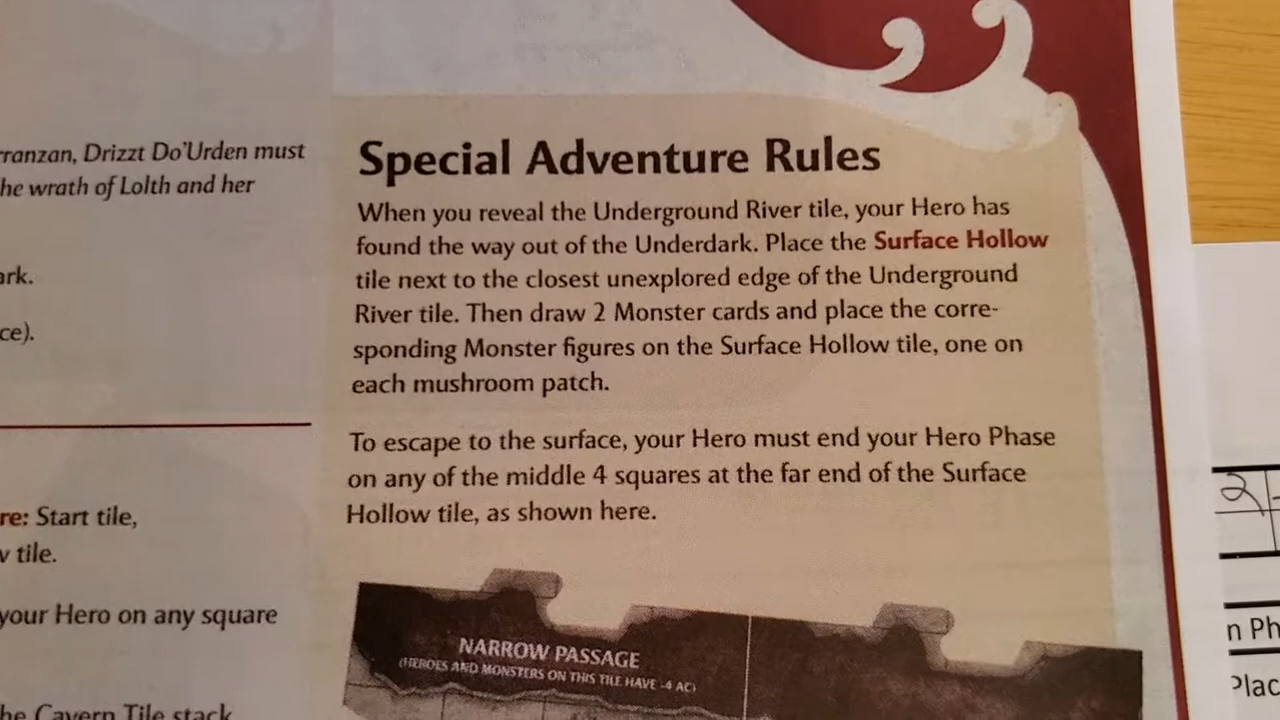 rranzan, Drizzt Do'Urden must
he wrath of Lolth and her
ark.
ce).
re: Start tile,
v tile.
your Hero on any square
he Cavern Tile stack
Special Adventure Rules
When you reveal the Underground River tile, your Hero has
found the way out of the Underdark. Place the Surface Hollow
tile next to the closest unexplored edge of the Underground
River tile. Then draw 2 Monster cards and place the corre-
sponding Monster figures on the Surface Hollow tile, one on
each mushroom patch.
To escape to the surface, your Hero must end your Hero Phase
on any of the middle 4 squares at the far end of the Surface
Hollow tile, as shown here.
NARROW PASSAGE
(HEROES AND MONSTERS ON THIS TILE HAVE -4 AC)
2
n Ph
Plac